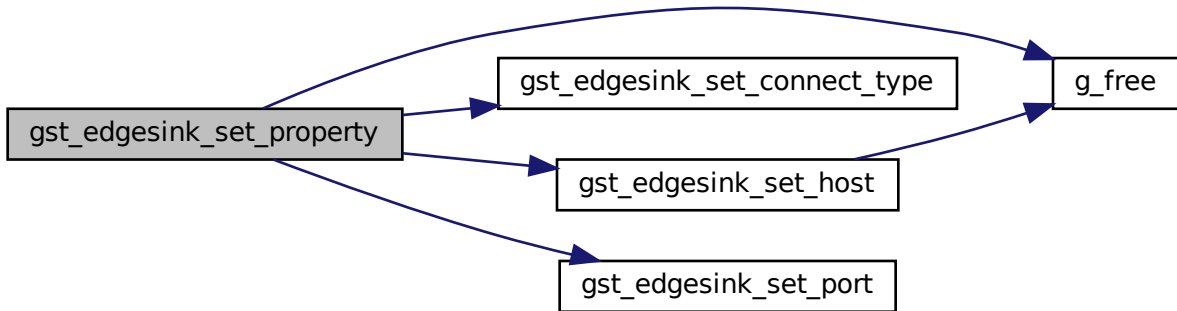 gst_edgesink_set_property
gst_edgesink_set_connect_type
g_free
gst_edgesink_set_host
gst_edgesink_set_port